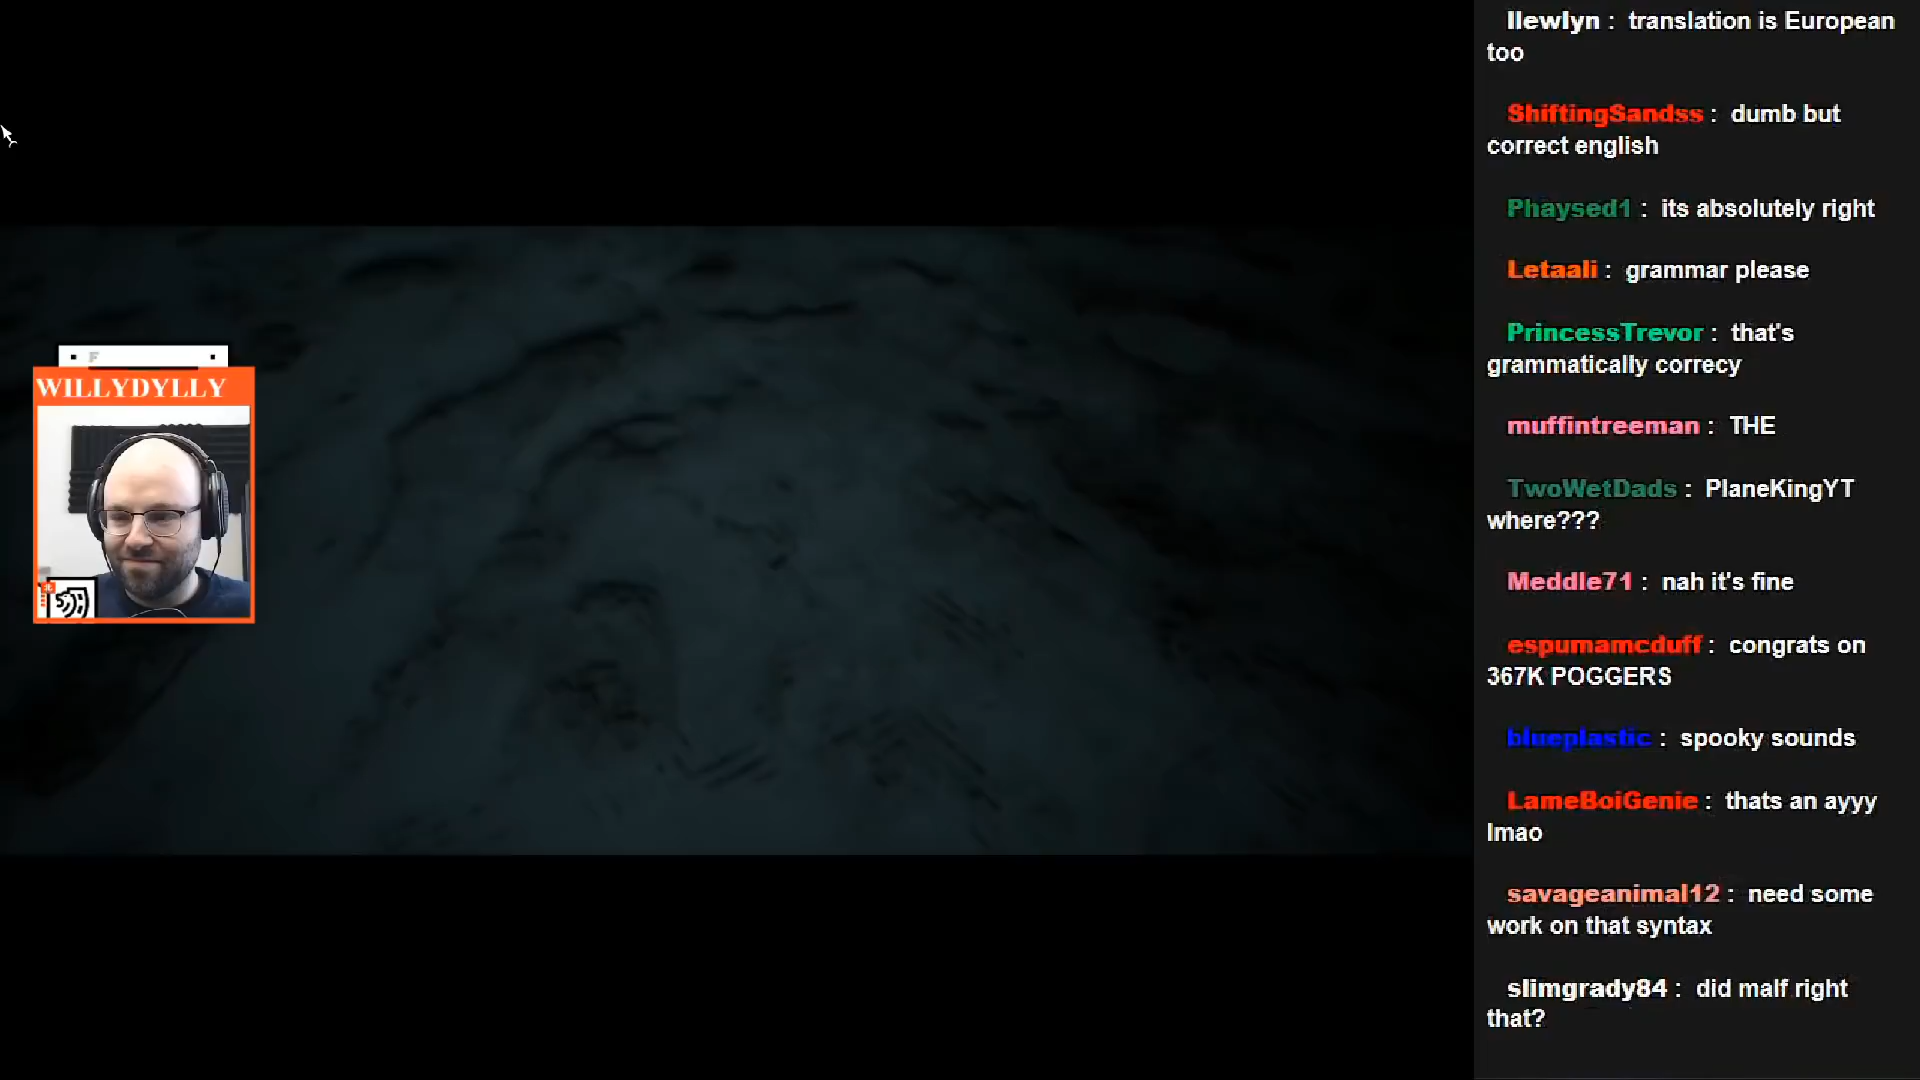 llewlyn : translation is European
too
ShiftingSandss : dumb but
correct english
Phaysed1 : its absolutely right
Letaali : grammar please
PrincessTrevor : that's
grammatically correcy
muffintreeman : THE
TwoWetDads : PlaneKingYT
where???
Meddle71 : nah it's fine
espumamcduff : congrats on
367K POGGERS
blueplastic : spooky sounds
LameBoiGenie : thats an ayyy
lmao
savageanimal12 : need some
work on that syntax
slimgrady84 : did malf right
that?
F
WILLYDYLLY